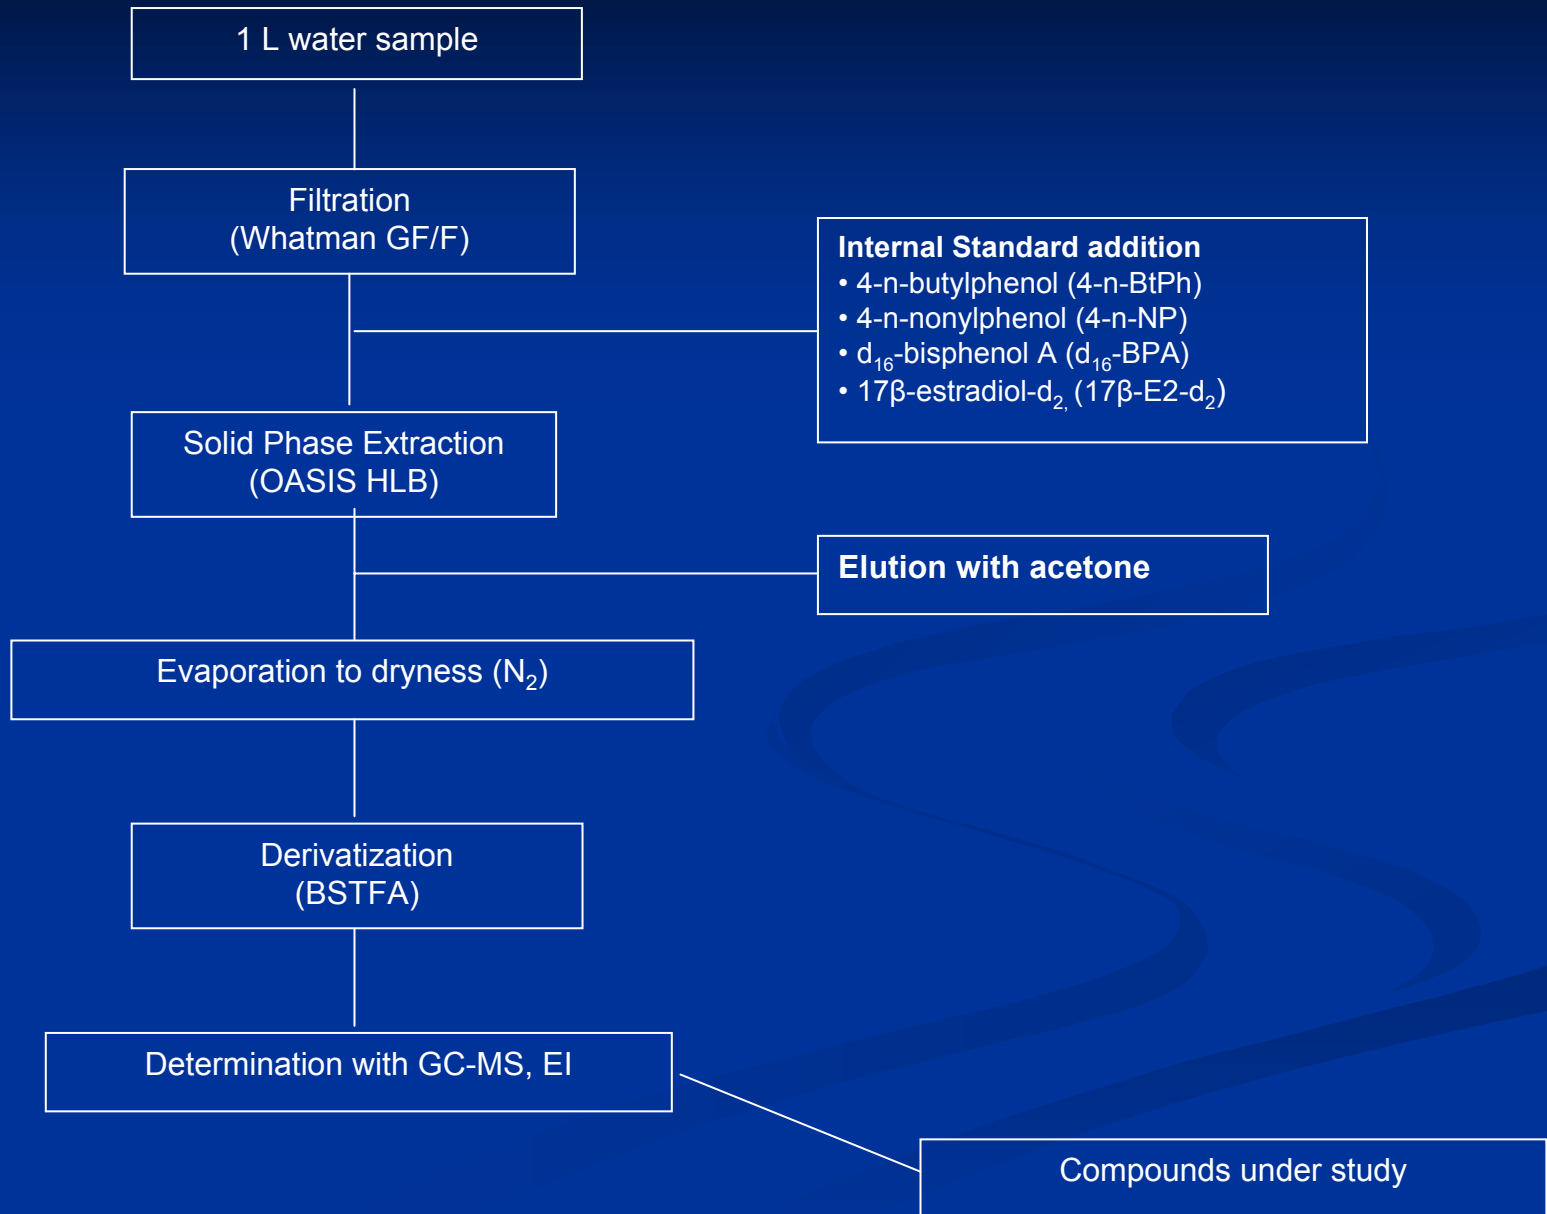 1 L water sample
Filtration
(Whatman GF/F)
Internal Standard addition
• 4-n-butylphenol (4-n-BtPh)
• 4-n-nonylphenol (4-n-NP)
• d₁₆-bisphenol A (d₁₆-BPA)
• 17β-estradiol-d₂, (17β-E2-d₂)
Solid Phase Extraction
(OASIS HLB)
Elution with acetone
Evaporation to dryness (N₂)
Derivatization
(BSTFA)
Determination with GC-MS, EI
Compounds under study